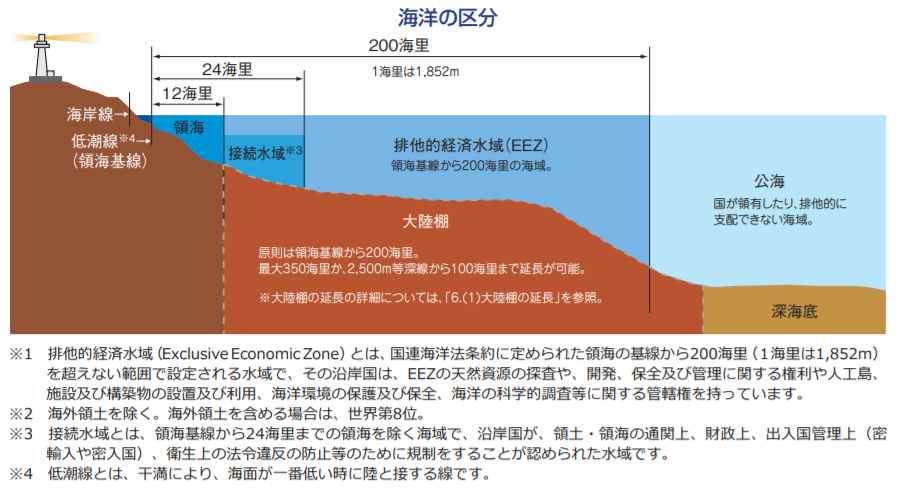 海洋の区分
200海里
1海里は1,852m
24海里
12海里
海岸線
領海
低潮線※4
（領海基線）
接続水域※3
排他的経済水域（EEZ）
領海基線から200海里の海域。
公海
国が領有したり、排他的に
支配できない海域。
大陸棚
原則は領海基線から200海里。
最大350海里か、2,500m等深線から100海里まで延長が可能。
※大陸棚の延長の詳細については、「6.（1）大陸棚の延長」を参照。
深海底
※1 排他的経済水域（Exclusive Economic Zone）とは、国連海洋法条約に定められた領海の基線から200海里（1海里は1,852m）
を超えない範囲で設定される水域で、その沿岸国は、EEZの天然資源の探査や、開発、保全及び管理に関する権利や人工島、
施設及び構築物の設置及び利用、海洋環境の保護及び保全、海洋の科学的調査等に関する管轄権を持っています。
※2 海外領土を除く。海外領土を含める場合は、世界第8位。
※3 接続水域とは、領海基線から24海里までの領海を除く海域で、沿岸国が、領土・領海の通関上、財政上、出入国管理上（密
輸入や密入国）、衛生上の法令違反の防止等のために規制をすることが認められた水域です。
※4 低潮線とは、干満により、海面が一番低い時に陸と接する線です。